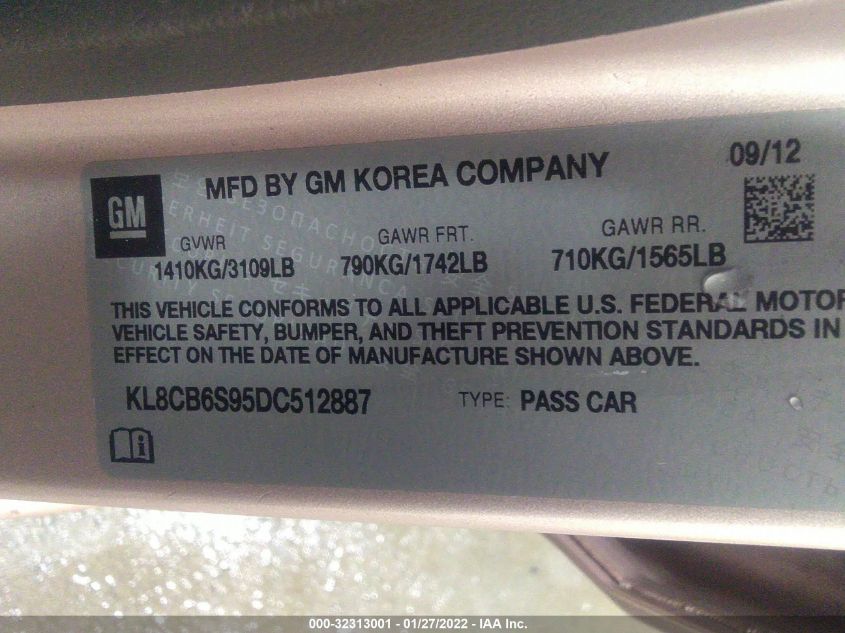 09/12
GM
MFD BY GM KOREA COMPANY
GVWR GAWR FRT. GAWR RR.
1410KG/3109LB 790KG/1742LB 710KG/1565LB
THIS VEHICLE CONFORMS TO ALL APPLICABLE U.S. FEDERAL MOTOR
VEHICLE SAFETY, BUMPER, AND THEFT PREVENTION STANDARDS IN
EFFECT ON THE DATE OF MANUFACTURE SHOWN ABOVE.
KL8CB6S95DC512887 TYPE: PASS CAR
000-32313001 - 01/27/2022 - IAA Inc.